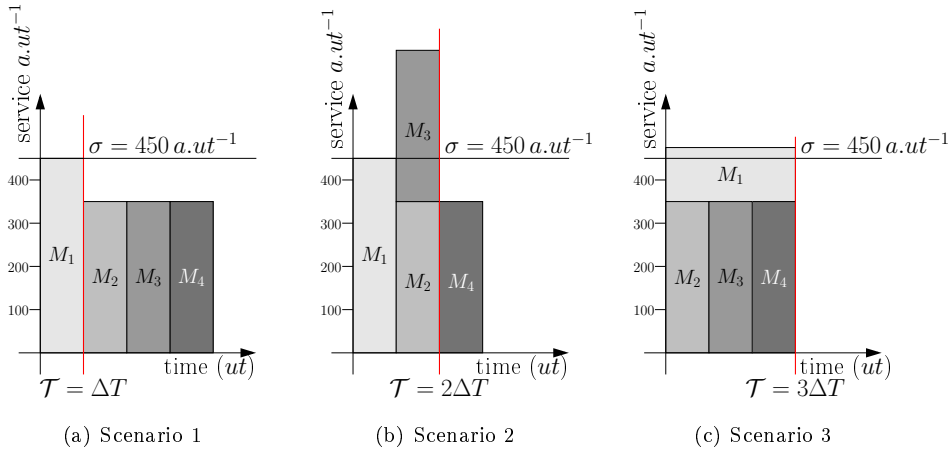 service a.ut⁻¹
σ = 450 a.ut⁻¹
400
300
200
100
M₁
M₂
M₃
M₄
time (ut)
𝒯 = ΔT
(a) Scenario 1
service a.ut⁻¹
M₃
σ = 450 a.ut⁻¹
400
300
200
100
M₁
M₂
M₄
time (ut)
𝒯 = 2ΔT
(b) Scenario 2
service a.ut⁻¹
σ = 450 a.ut⁻¹
400
300
200
100
M₁
M₂
M₃
M₄
time (ut)
𝒯 = 3ΔT
(c) Scenario 3